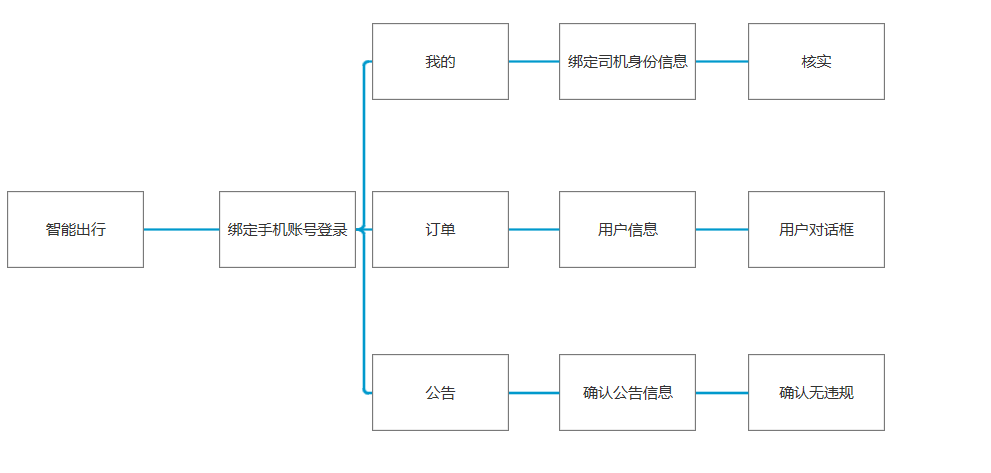 我的
绑定司机身份信息
核实
智能出行
绑定手机账号登录
订单
用户信息
用户对话框
公告
确认公告信息
确认无违规